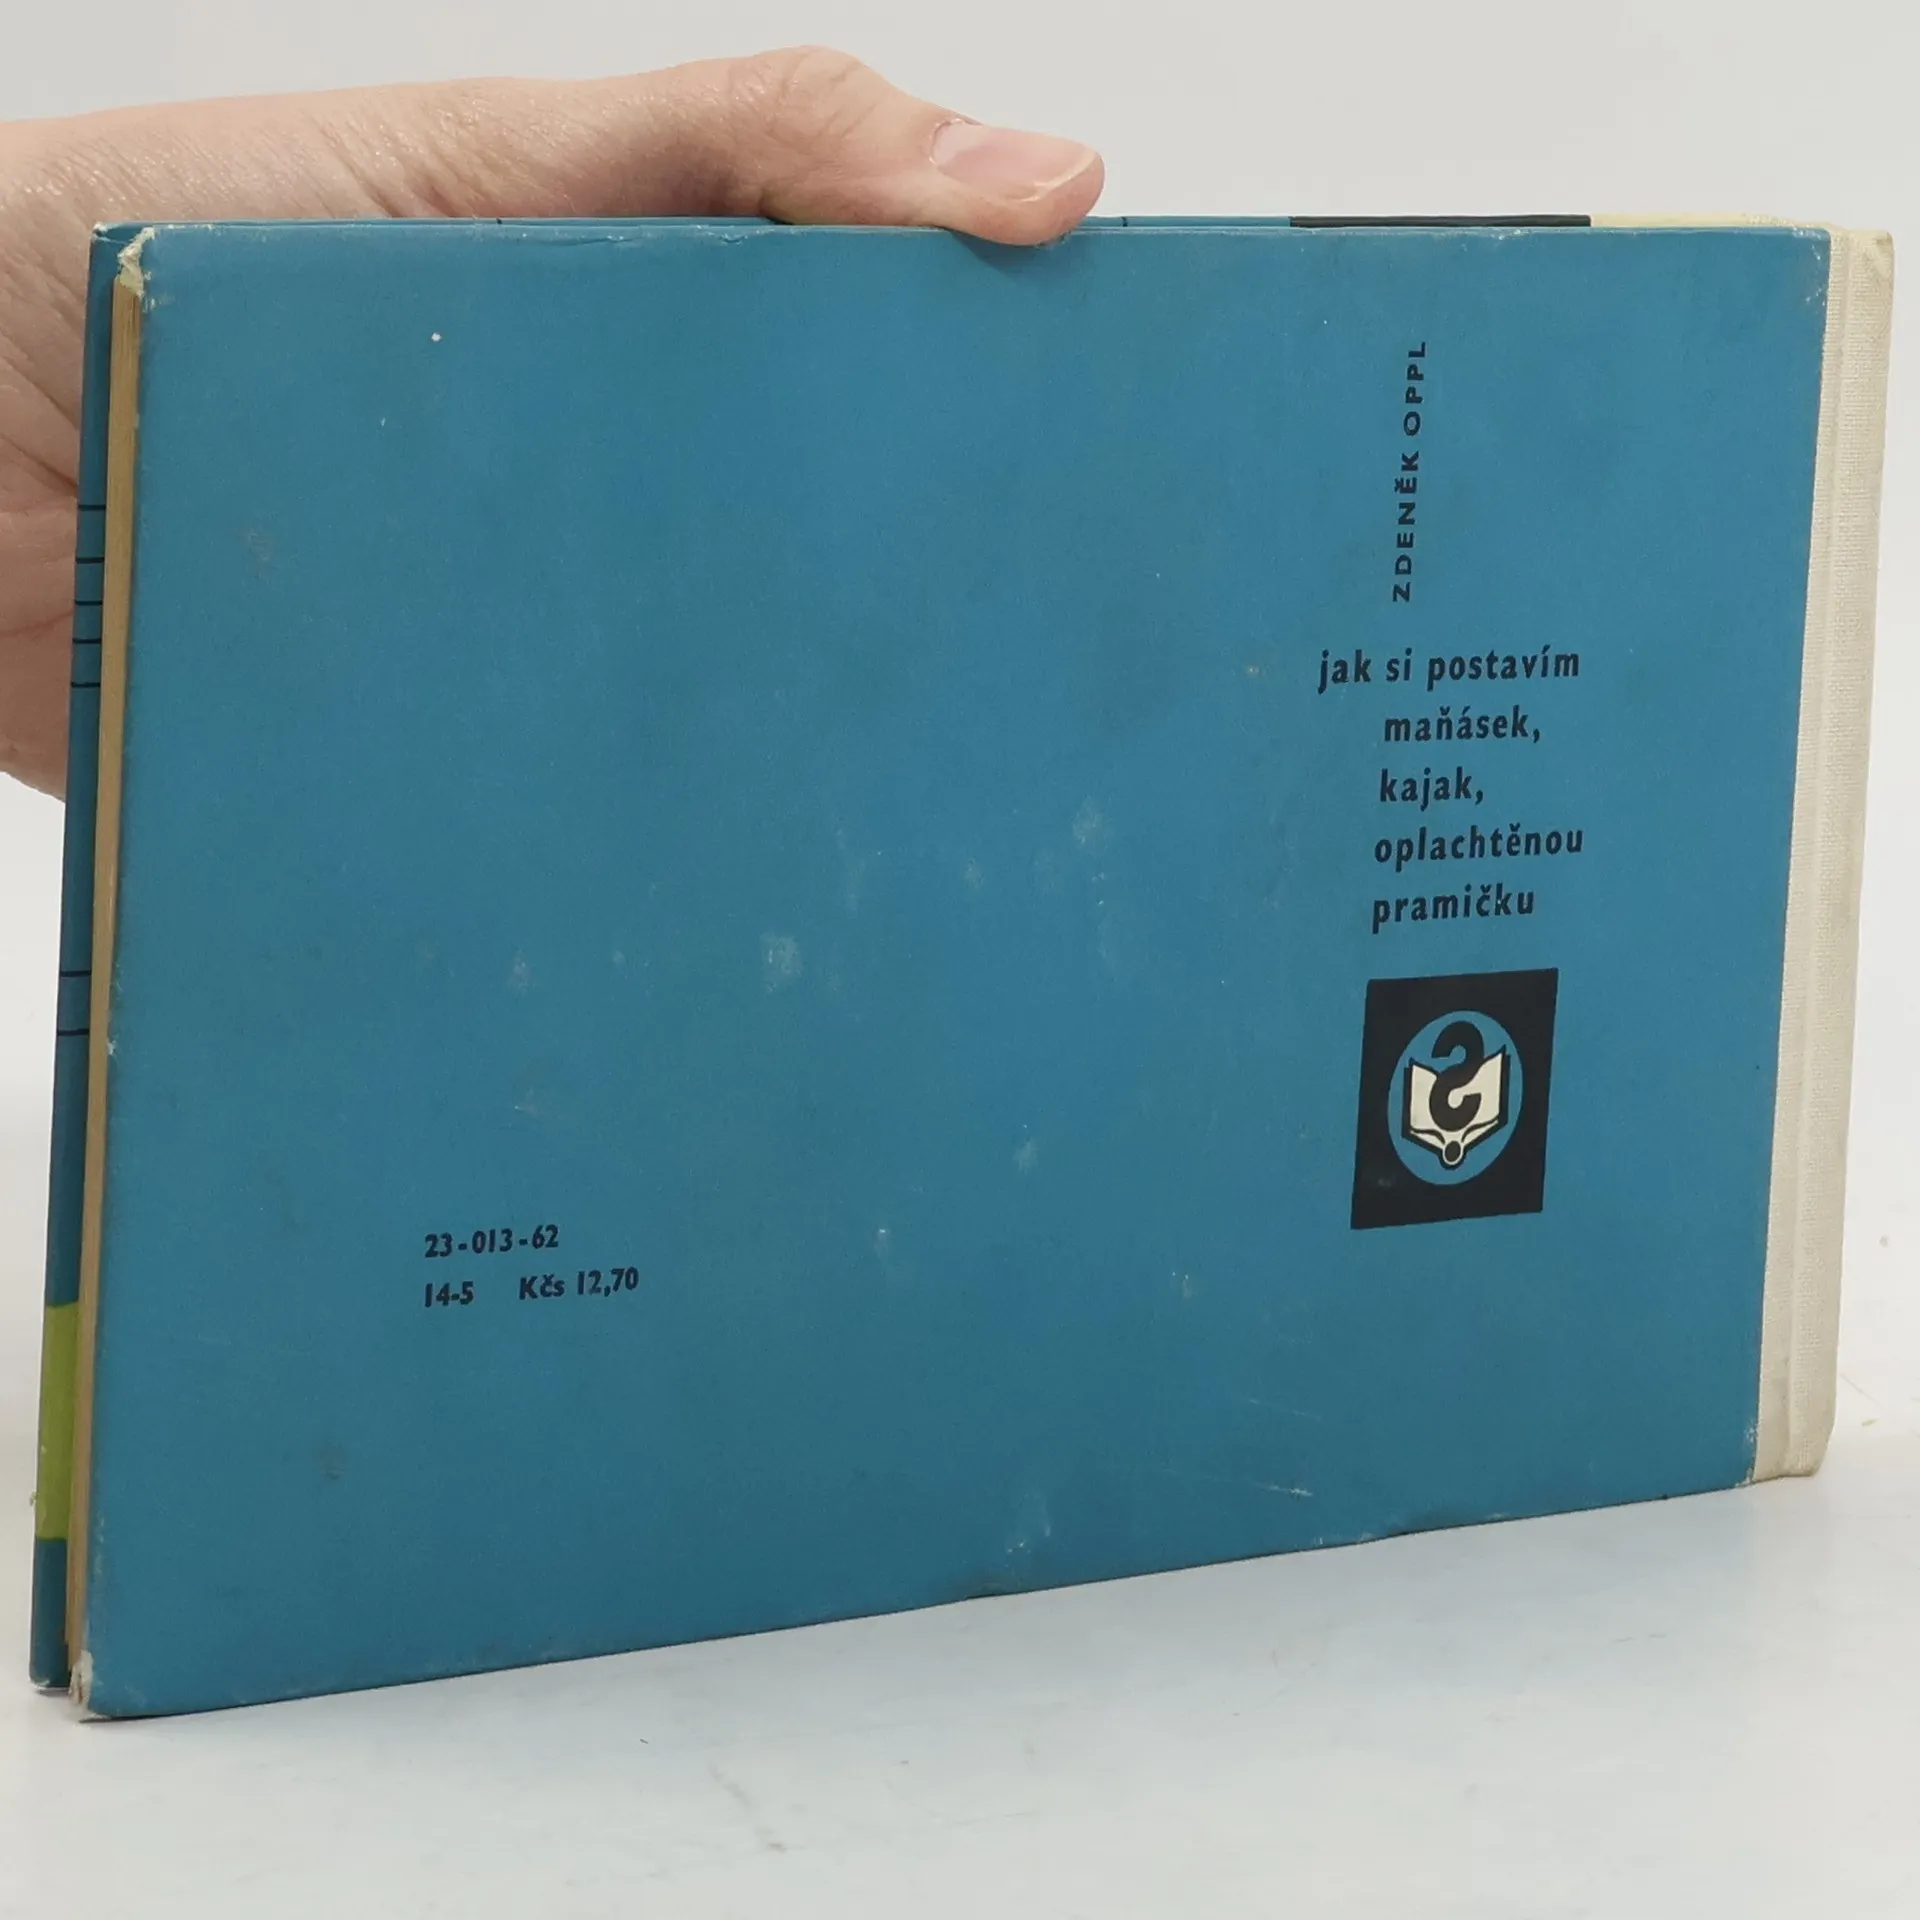 ZDENĚK OPPL
jak si postavím
maňásek,
kajak,
oplachtěnou
pramičku
23-013-62
14-5 Kčs 12,70